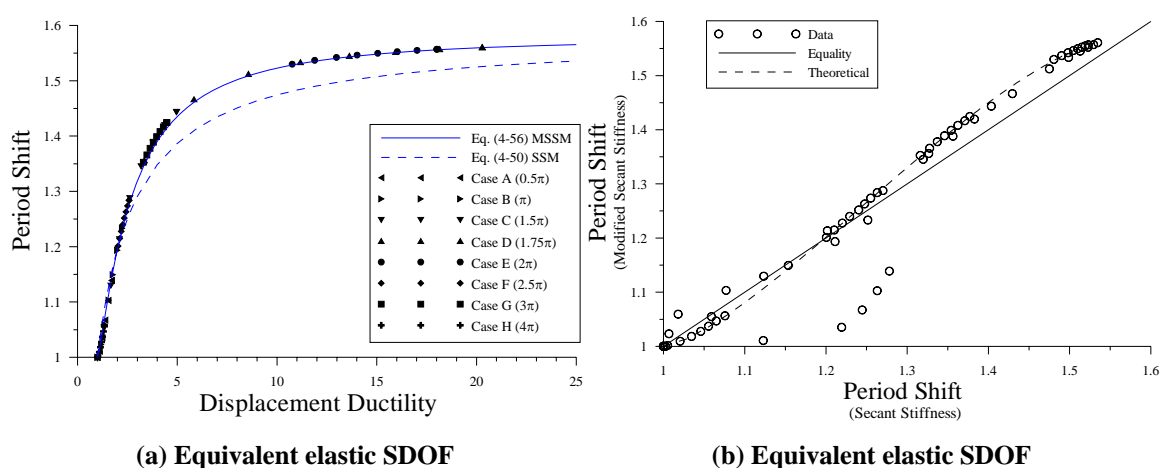 1.6
1.5
1.4
1.3
1.2
1.1
1
Period Shift
0
5
10
15
20
25
Displacement Ductility
Eq. (4-56) MSSM
Eq. (4-50) SSM
Case A (0.5π)
Case B (π)
Case C (1.5π)
Case D (1.75π)
Case E (2π)
Case F (2.5π)
Case G (3π)
Case H (4π)
(a) Equivalent elastic SDOF
1.6
1.5
1.4
1.3
1.2
1.1
1
Period Shift
(Modified Secant Stiffness)
Data
Equality
Theoretical
1
1.1
1.2
1.3
1.4
1.5
1.6
Period Shift
(Secant Stiffness)
(b) Equivalent elastic SDOF